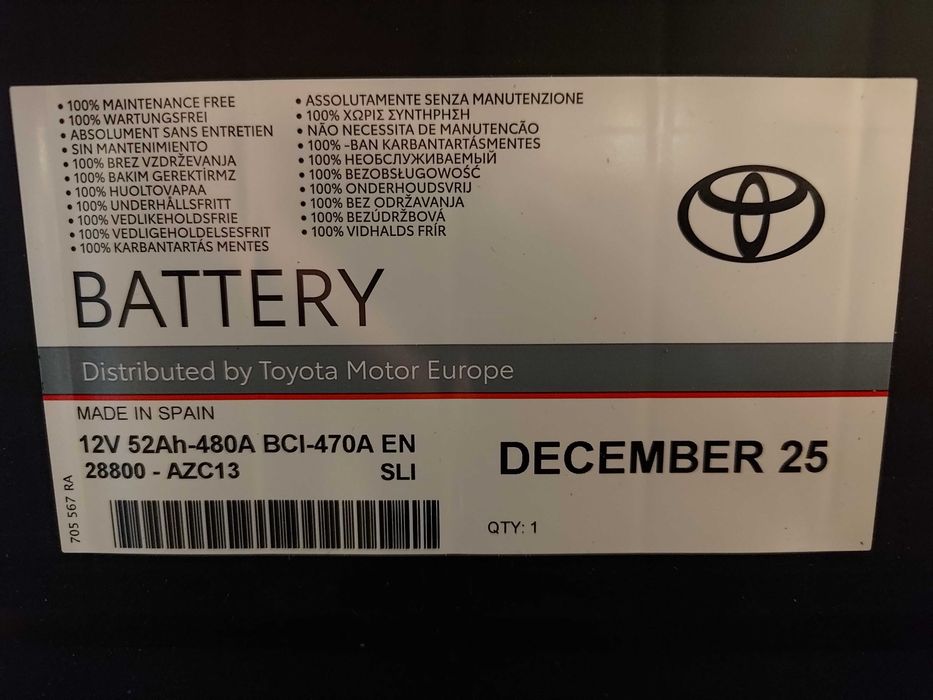 • 100% MAINTENANCE FREE
• 100% WARTUNGSFREI
• ABSOLUMENT SANS ENTRETIEN
• SIN MANTENIMIENTO
• 100% BREZ VZDRŽEVANJA
• 100% BAKIM GEREKTİRMZ
• 100% HUOLTOVAPAA
• 100% UNDERHÅLLSFRITT
• 100% VEDLIKEHOLDSFRIE
• 100% VEDLIGEHOLDELSESFRIT
• 100% KARBANTARTÁS MENTES
• ASSOLUTAMENTE SENZA MANUTENZIONE
• 100% ΧΩΡΙΣ ΣΥΝΤΗΡΗΣΗ
• NÃO NECESSITA DE MANUTENCÃO
• 100% -BAN KARBANTARTÁSMENTES
• 100% НЕОБСЛУЖИВАЕМЫЙ
• 100% BEZOBSŁUGOWOŚĆ
• 100% ONDERHOUDSVRIJ
• 100% BEZ ODRŽAVANJA
• 100% BEZÚDRŽBOVÁ
• 100% VIDHALDS FRÍR
BATTERY
Distributed by Toyota Motor Europe
MADE IN SPAIN
12V 52Ah-480A BCI-470A EN
28800 - AZC13 SLI
DECEMBER 25
QTY: 1
705 567 RA